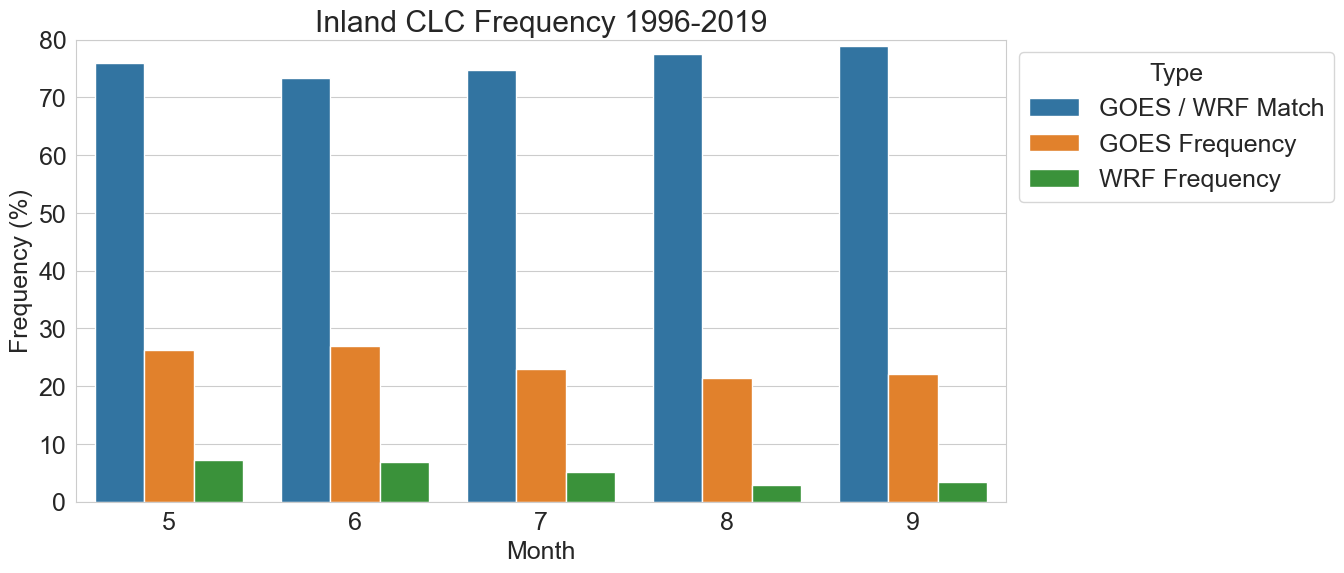 Inland CLC Frequency 1996-2019
80
70
60
50
40
30
20
10
0
Frequency (%)
5 6 7 8 9
Month
Type
GOES / WRF Match
GOES Frequency
WRF Frequency